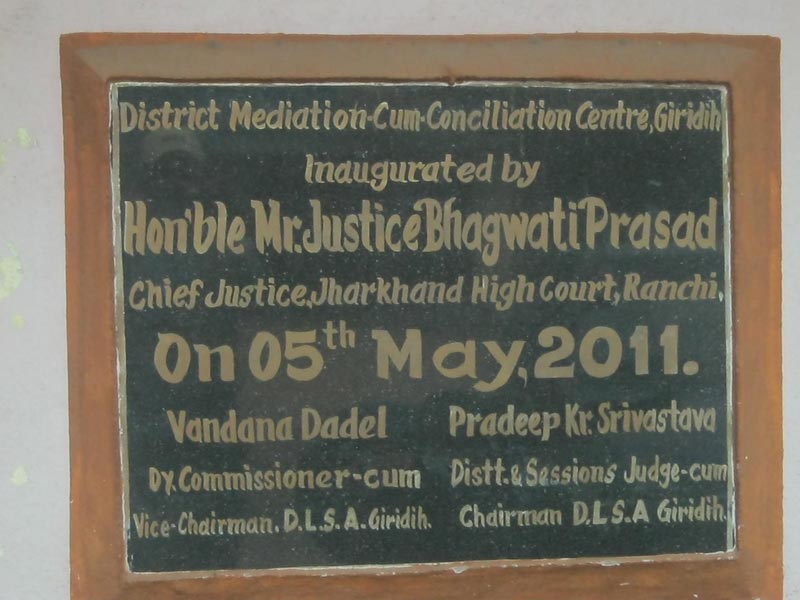 District Mediation-Cum-Conciliation Centre, Giridih
Inaugurated by
Hon'ble Mr. Justice Bhagwati Prasad
Chief Justice, Jharkhand High Court, Ranchi.
On 05th May, 2011.
Vandana Dadel Pradeep Kr. Srivastava
Dy. Commissioner-cum Distt. & Sessions Judge-cum
Vice-Chairman. D.L.S.A. Giridih. Chairman D.L.S.A Giridih.